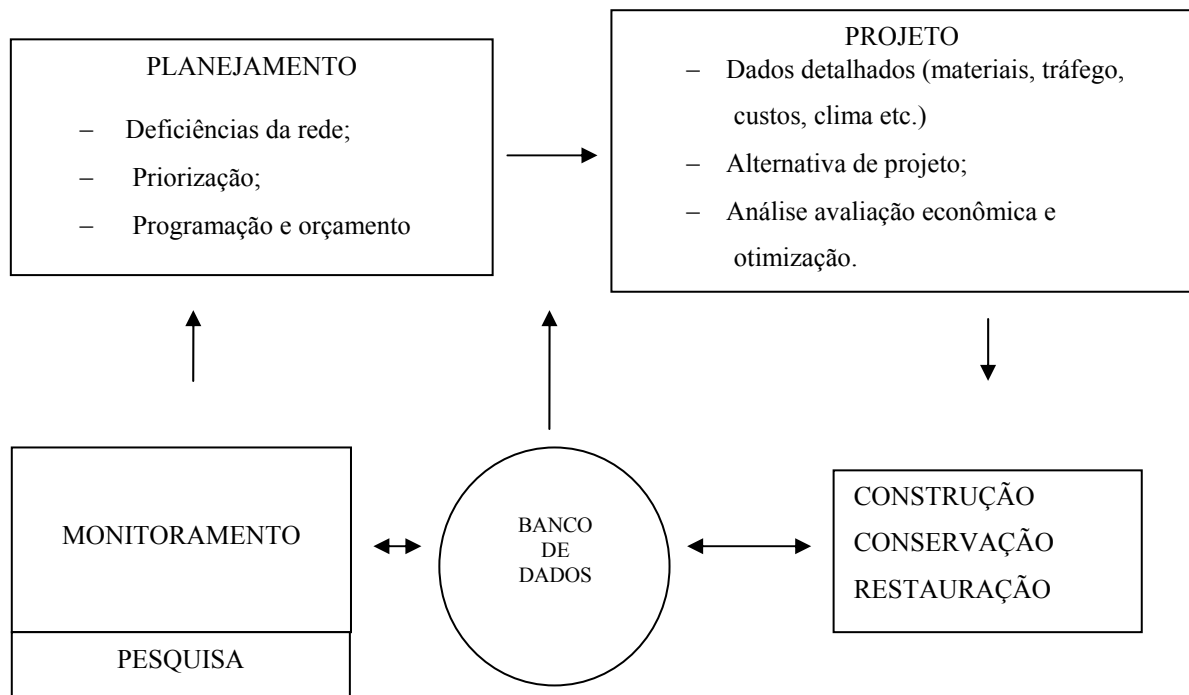 PLANEJAMENTO
– Deficiências da rede;
– Priorização;
– Programação e orçamento
PROJETO
– Dados detalhados (materiais, tráfego,
custos, clima etc.)
– Alternativa de projeto;
– Análise avaliação econômica e
otimização.
MONITORAMENTO
PESQUISA
BANCO
DE
DADOS
CONSTRUÇÃO
CONSERVAÇÃO
RESTAURAÇÃO